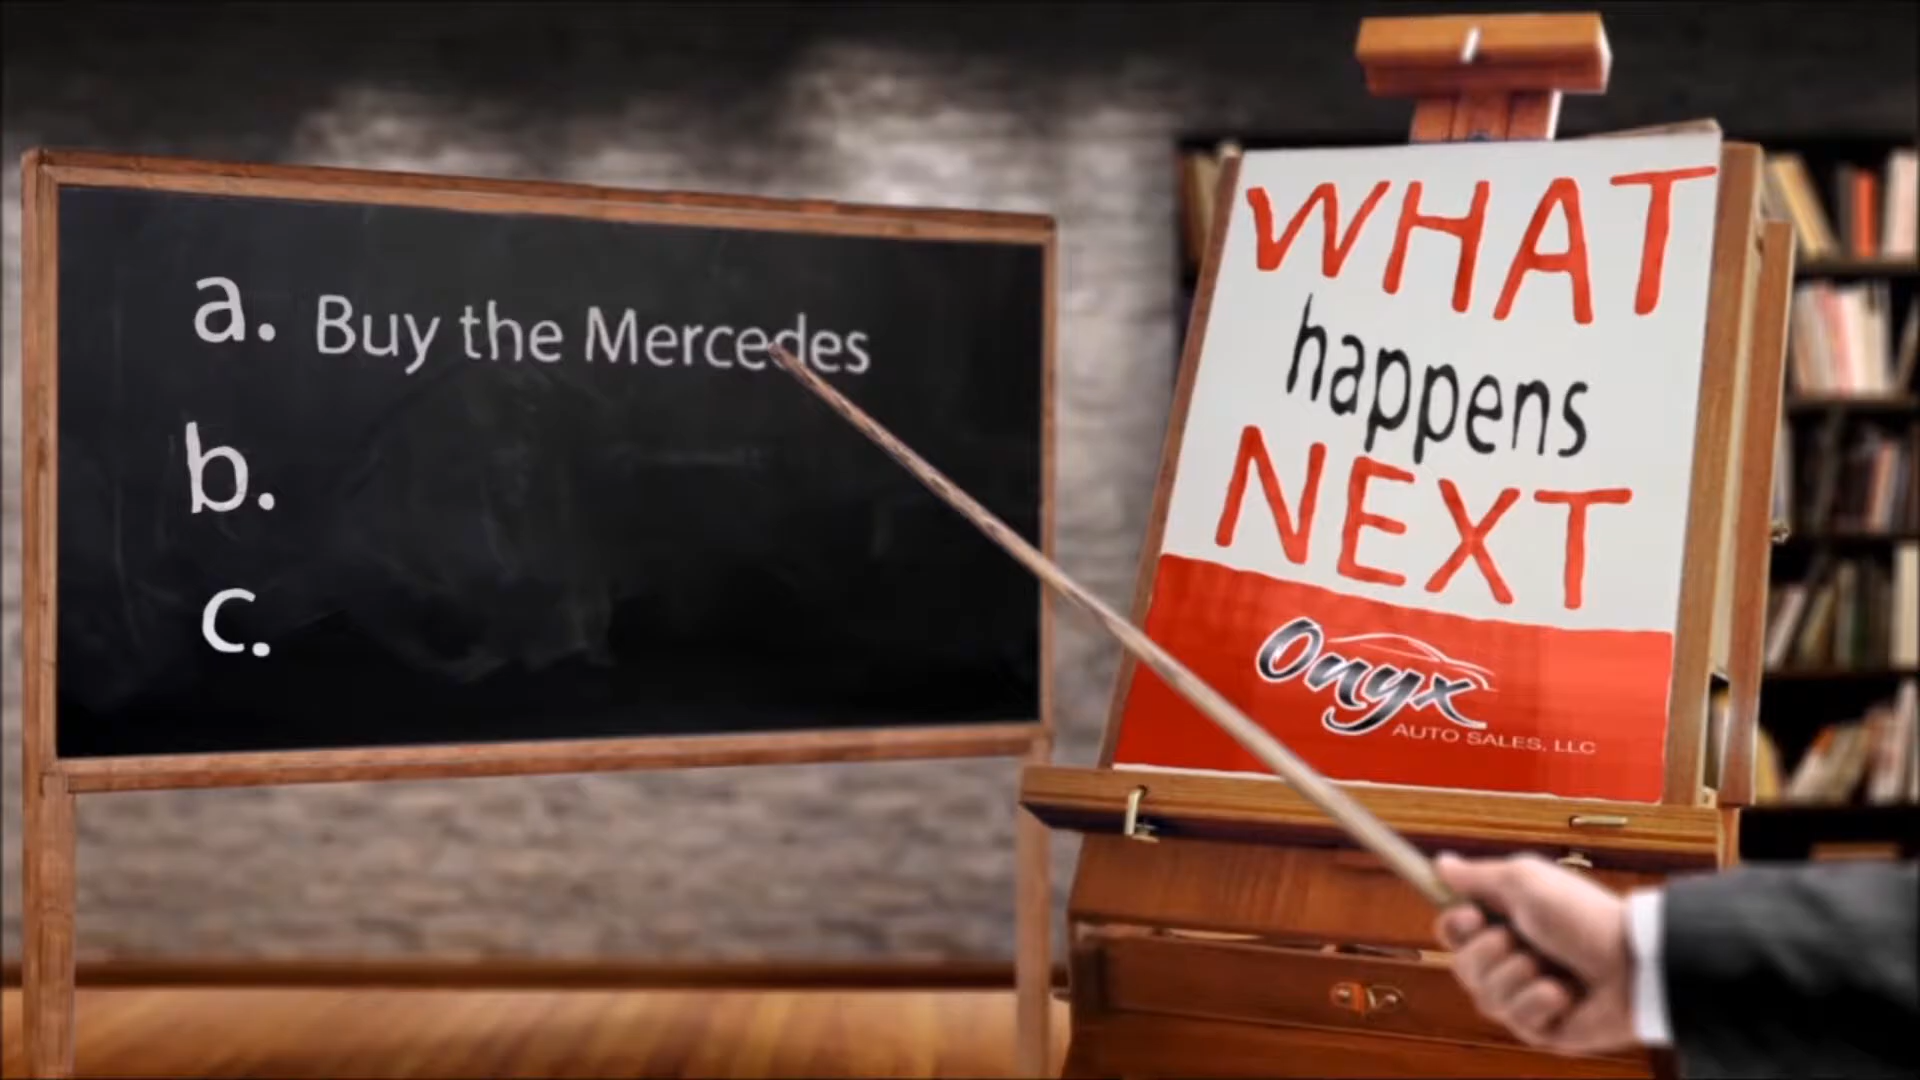 a. Buy the Mercedes
b.
c.
WHAT
happens
NEXT
Onyx
AUTO SALES, LLC